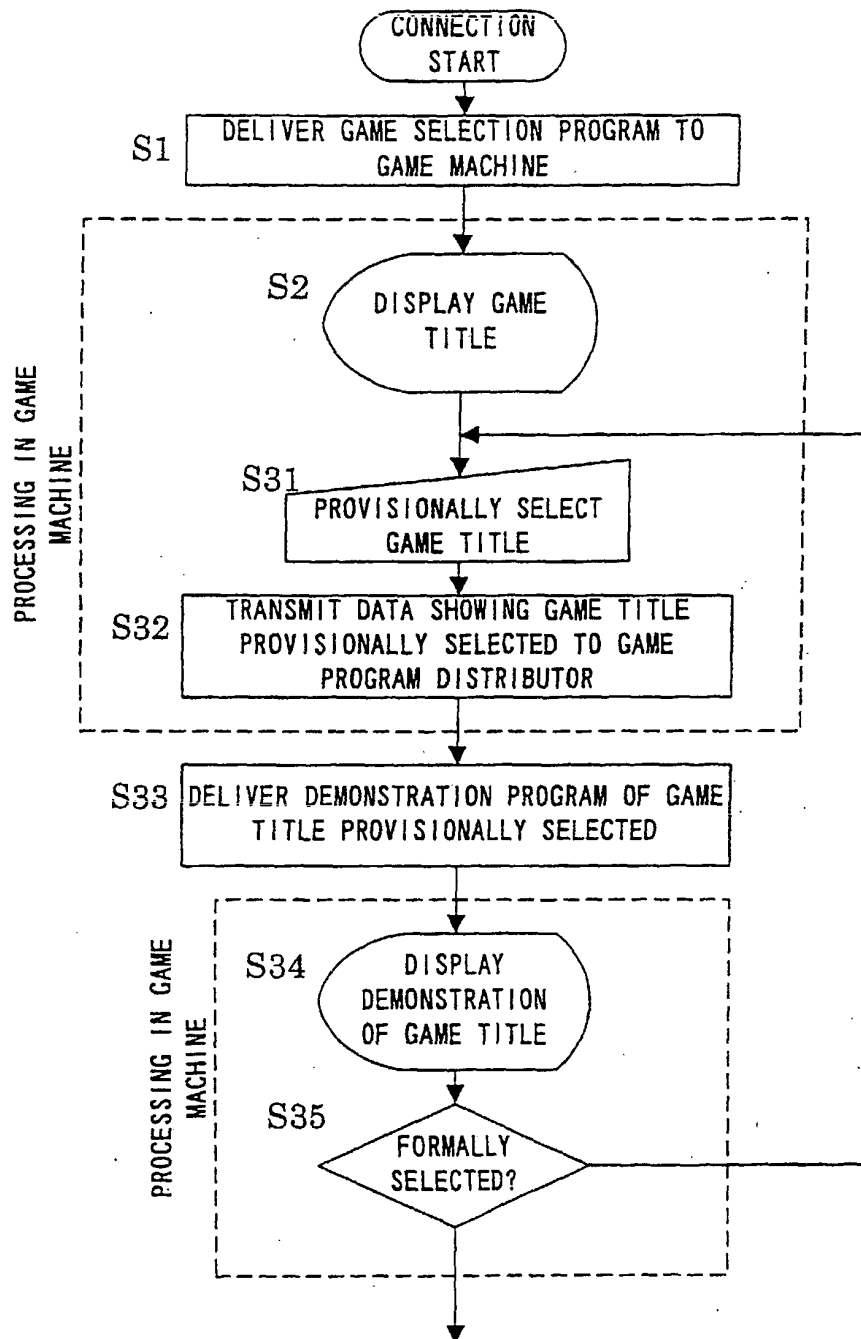 CONNECTION
START
S1
DELIVER GAME SELECTION PROGRAM TO
GAME MACHINE
PROCESSING IN GAME
MACHINE
S2
DISPLAY GAME
TITLE
S31
PROVISIONALLY SELECT
GAME TITLE
S32
TRANSMIT DATA SHOWING GAME TITLE
PROVISIONALLY SELECTED TO GAME
PROGRAM DISTRIBUTOR
S33
DELIVER DEMONSTRATION PROGRAM OF GAME
TITLE PROVISIONALLY SELECTED
PROCESSING IN GAME
MACHINE
S34
DISPLAY
DEMONSTRATION
OF GAME TITLE
S35
FORMALLY
SELECTED?